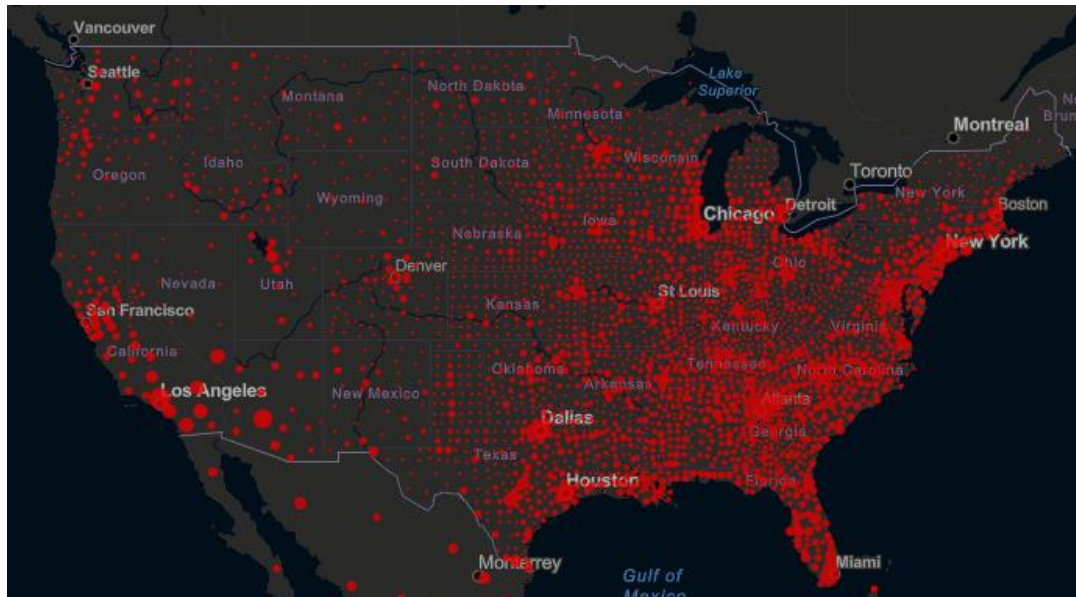 Vancouver
Seattle
Montana
North Dakota
Minnesota
Lake
Superior
Montreal
Oregon
Idaho
South Dakota
Wisconsin
Toronto
Wyoming
Iowa
Chicago
Detroit
New York
Boston
Nebraska
New York
Nevada
Utah
Denver
Ohio
San Francisco
Kansas
St Louis
California
Kentucky
Virginia
Los Angeles
New Mexico
Oklahoma
Arkansas
Tennessee
North Carolina
Dallas
Atlanta
Georgia
Texas
Houston
Florida
Monterrey
Miami
Gulf of
Mexico